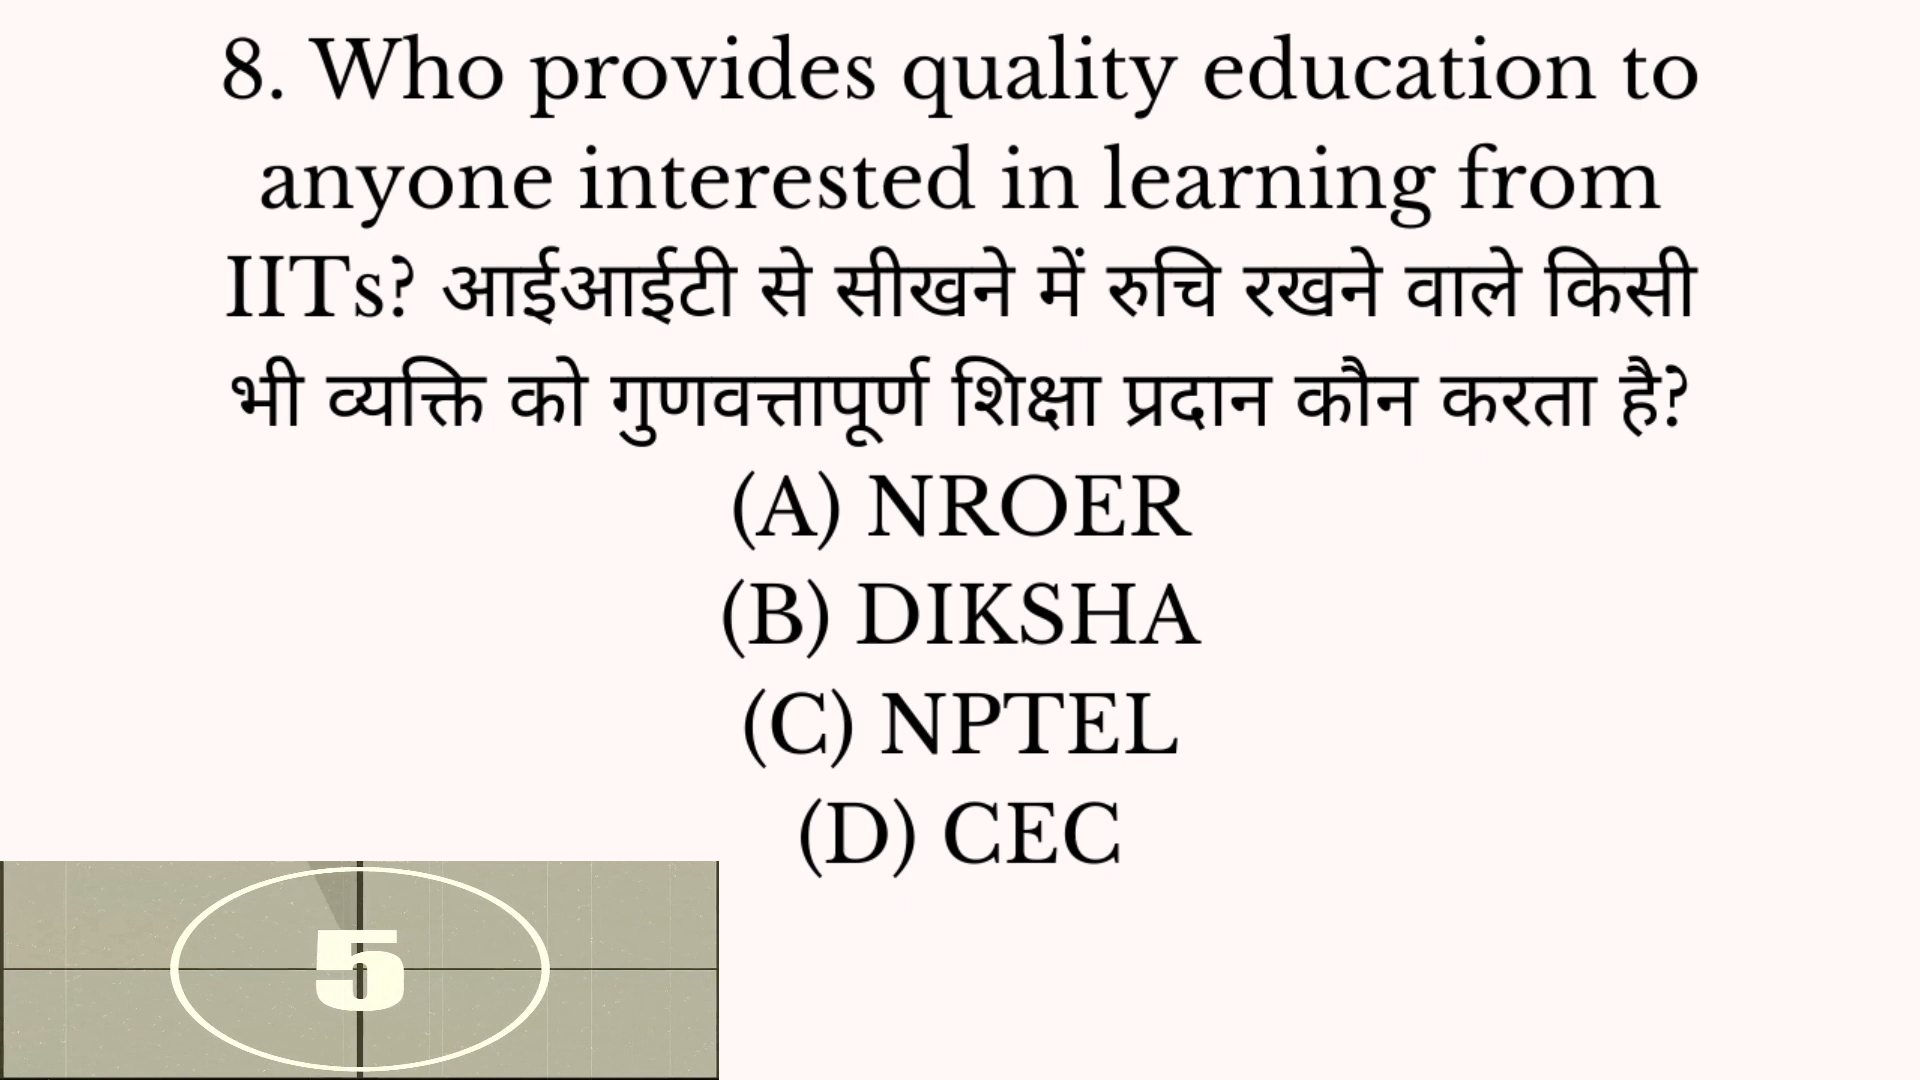 8. Who provides quality education to
anyone interested in learning from
IITs? आईआईटी से सीखने में रुचि रखने वाले किसी
भी व्यक्ति को गुणवत्तापूर्ण शिक्षा प्रदान कौन करता है?
(A) NROER
(B) DIKSHA
(C) NPTEL
(D) CEC
5